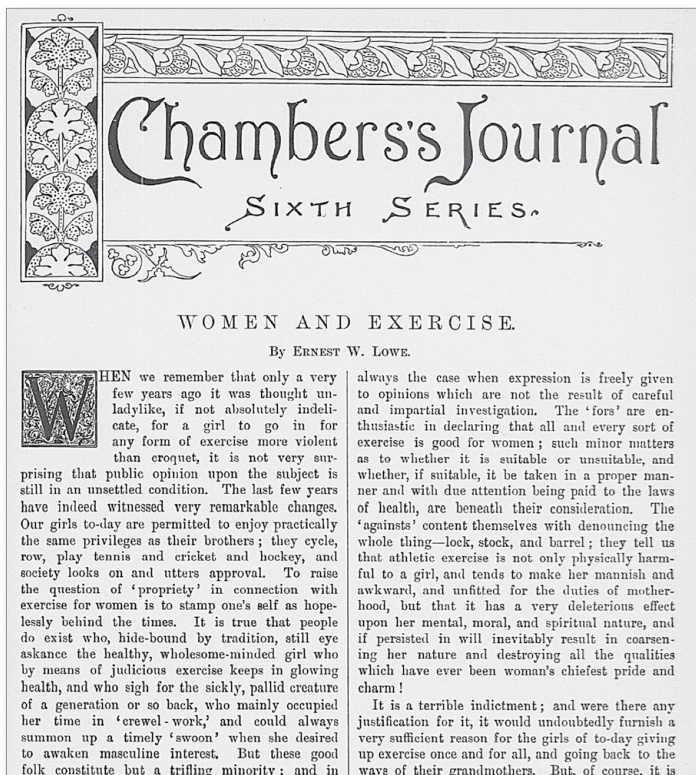 Chambers's Journal
SIXTH SERIES.
WOMEN AND EXERCISE.
By ERNEST W. LOWE.
WHEN we remember that only a very
few years ago it was thought un-
ladylike, if not absolutely indeli-
cate, for a girl to go in for
any form of exercise more violent
than croquet, it is not very sur-
prising that public opinion upon the subject is
still in an unsettled condition. The last few years
have indeed witnessed very remarkable changes.
Our girls to-day are permitted to enjoy practically
the same privileges as their brothers; they cycle,
row, play tennis and cricket and hockey, and
society looks on and utters approval. To raise
the question of 'propriety' in connection with
exercise for women is to stamp one's self as hope-
lessly behind the times. It is true that people
do exist who, hide-bound by tradition, still eye
askance the healthy, wholesome-minded girl who
by means of judicious exercise keeps in glowing
health, and who sigh for the sickly, pallid creature
of a generation or so back, who mainly occupied
her time in 'crewel-work,' and could always
summon up a timely 'swoon' when she desired
to awaken masculine interest. But these good
folk constitute but a trifling minority; and in
always the case when expression is freely given
to opinions which are not the result of careful
and impartial investigation. The 'fors' are en-
thusiastic in declaring that all and every sort of
exercise is good for women; such minor matters
as to whether it is suitable or unsuitable, and
whether, if suitable, it be taken in a proper man-
ner and with due attention being paid to the laws
of health, are beneath their consideration. The
'againsts' content themselves with denouncing the
whole thing—lock, stock, and barrel; they tell us
that athletic exercise is not only physically harm-
ful to a girl, and tends to make her mannish and
awkward, and unfitted for the duties of mother-
hood, but that it has a very deleterious effect
upon her mental, moral, and spiritual nature, and
if persisted in will inevitably result in coarsen-
ing her nature and destroying all the qualities
which have ever been woman's chiefest pride and
charm!
It is a terrible indictment; and were there any
justification for it, it would undoubtedly furnish a
very sufficient reason for the girls of to-day giving
up exercise once and for all, and going back to the
ways of their grandmothers. But, of course, it is